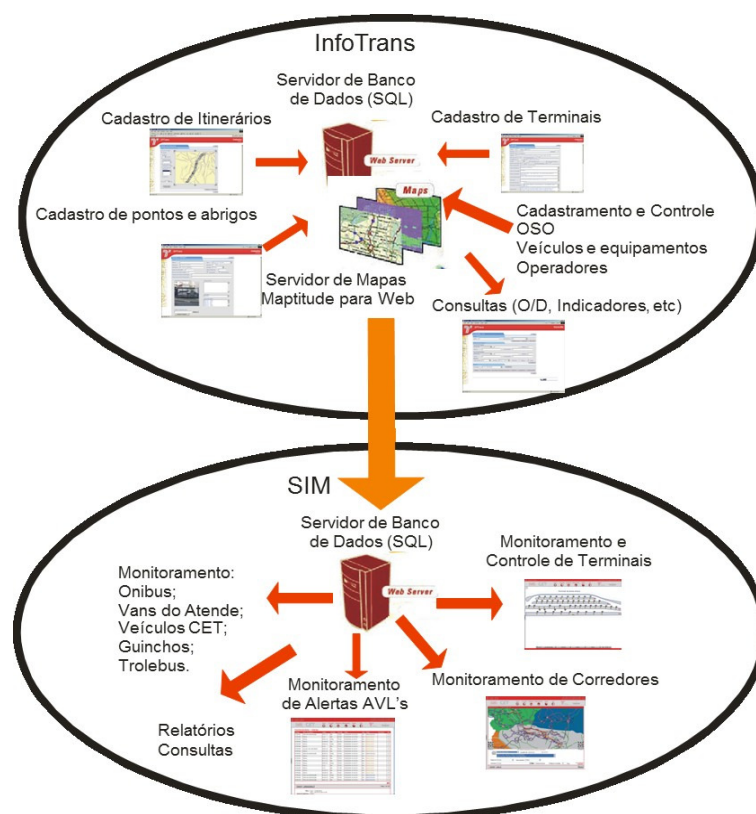 InfoTrans
Servidor de Banco
de Dados (SQL)
Cadastro de Itinerários
Cadastro de Terminais
Web Server
Maps
Cadastro de pontos e abrigos
Cadastramento e Controle
OSO
Veículos e equipamentos
Operadores
Servidor de Mapas
Maptitude para Web
Consultas (O/D, Indicadores, etc)
SIM
Servidor de Banco
de Dados (SQL)
Monitoramento e
Controle de Terminais
Monitoramento:
Onibus;
Vans do Atende;
Veículos CET;
Guinchos;
Trolebus.
Web Server
Monitoramento
de Alertas AVL's
Monitoramento de Corredores
Relatórios
Consultas